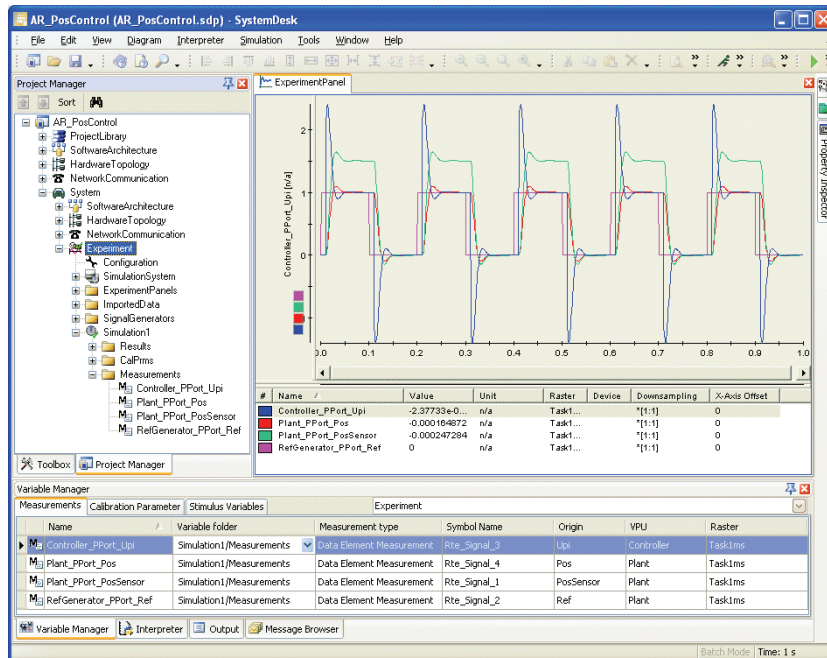 AR_PosControl (AR_PosControl.sdp) - SystemDesk
File Edit View Diagram Interpreter Simulation Tools Window Help
Project Manager
Sort
AR_PosControl
ProjectLibrary
SoftwareArchitecture
HardwareTopology
NetworkCommunication
System
SoftwareArchitecture
HardwareTopology
NetworkCommunication
Experiment
Configuration
SimulationSystem
ExperimentPanels
ImportedData
SignalGenerators
Simulation1
Results
CalPrms
Measurements
Controller_PPort_Upi
Plant_PPort_Pos
Plant_PPort_PosSensor
RefGenerator_PPort_Ref
Toolbox Project Manager
ExperimentPanel
Controller_PPort_Upi [n/a]
2
1
0
0.0 0.1 0.2 0.3 0.4 0.5 0.6 0.7 0.8 0.9 1.0
# Name Value Unit Raster Device Downsampling X-Axis Offset
Controller_PPort_Upi -2.37733e-0... n/a Task1... "[1:1] 0
Plant_PPort_Pos -0.000164872 n/a Task1... "[1:1] 0
Plant_PPort_PosSensor -0.000247284 n/a Task1... "[1:1] 0
RefGenerator_PPort_Ref 0 n/a Task1... "[1:1] 0
Property Inspector
Variable Manager
Measurements Calibration Parameter Stimulus Variables Experiment
Name Variable folder Measurement type Symbol Name Origin VPU Raster
Controller_PPort_Upi Simulation1/Measurements Data Element Measurement Rte_Signal_3 Upi Controller Task1ms
Plant_PPort_Pos Simulation1/Measurements Data Element Measurement Rte_Signal_4 Pos Plant Task1ms
Plant_PPort_PosSensor Simulation1/Measurements Data Element Measurement Rte_Signal_1 PosSensor Plant Task1ms
RefGenerator_PPort_Ref Simulation1/Measurements Data Element Measurement Rte_Signal_2 Ref Plant Task1ms
Variable Manager Interpreter Output Message Browser
Batch Mode Time: 1 s